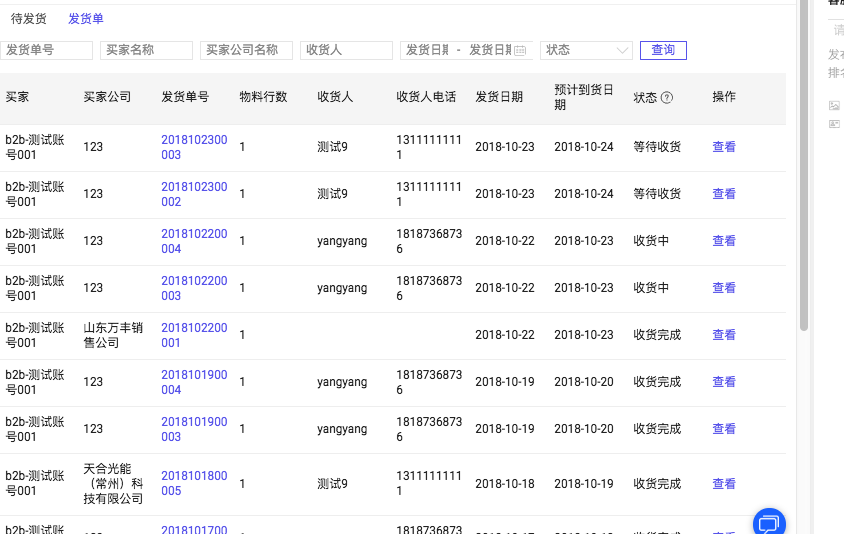 待发货 发货单
发货单号 买家名称 买家公司名称 收货人 发货日期 - 发货日期 状态 查询
买家 买家公司 发货单号 物料行数 收货人 收货人电话 发货日期 预计到货日期 状态 ? 操作
b2b-测试账号001 123 2018102300003 1 测试9 13111111111 2018-10-23 2018-10-24 等待收货 查看
b2b-测试账号001 123 2018102300002 1 测试9 13111111111 2018-10-23 2018-10-24 等待收货 查看
b2b-测试账号001 123 2018102200004 1 yangyang 18187368736 2018-10-22 2018-10-23 收货中 查看
b2b-测试账号001 123 2018102200003 1 yangyang 18187368736 2018-10-22 2018-10-23 收货中 查看
b2b-测试账号001 山东万丰销售公司 2018102200001 1 2018-10-22 2018-10-23 收货完成 查看
b2b-测试账号001 123 2018101900004 1 yangyang 18187368736 2018-10-19 2018-10-20 收货完成 查看
b2b-测试账号001 123 2018101900003 1 yangyang 18187368736 2018-10-19 2018-10-20 收货完成 查看
b2b-测试账号001 天合光能（常州）科技有限公司 2018101800005 1 测试9 13111111111 2018-10-18 2018-10-19 收货完成 查看
b2b-测试账 2018101700 1818736873
请
发布
排名